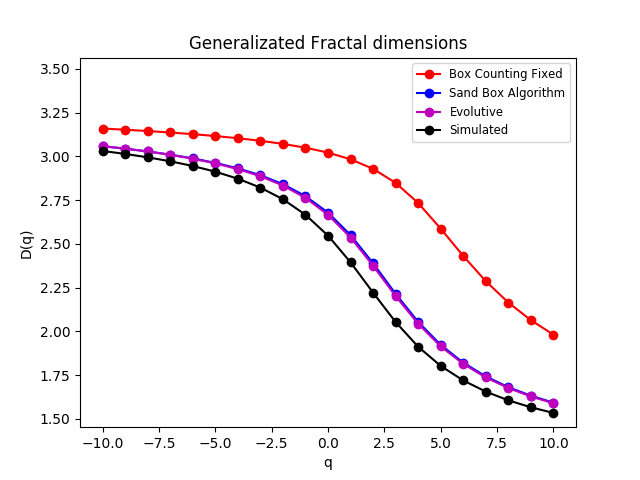 Generalizated Fractal dimensions
Box Counting Fixed
Sand Box Algorithm
Evolutive
Simulated
D(q)
3.50
3.25
3.00
2.75
2.50
2.25
2.00
1.75
1.50
−10.0 −7.5 −5.0 −2.5 0.0 2.5 5.0 7.5 10.0
q